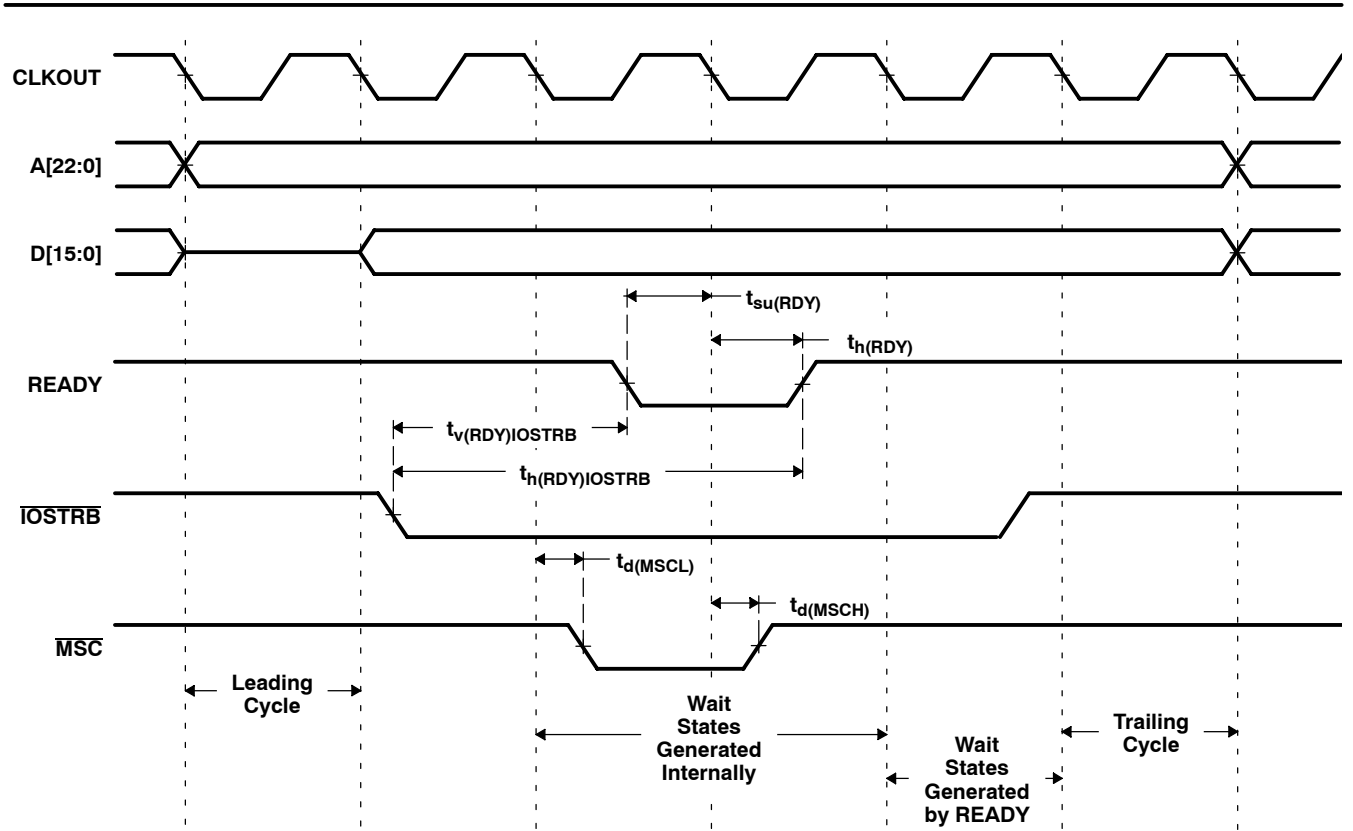 CLKOUT
A[22:0]
D[15:0]
tsu(RDY)
th(RDY)
READY
tv(RDY)IOSTRB
th(RDY)IOSTRB
IOSTRB
td(MSCL)
td(MSCH)
MSC
Leading
Cycle
Wait
States
Generated
Internally
Wait
States
Generated
by READY
Trailing
Cycle